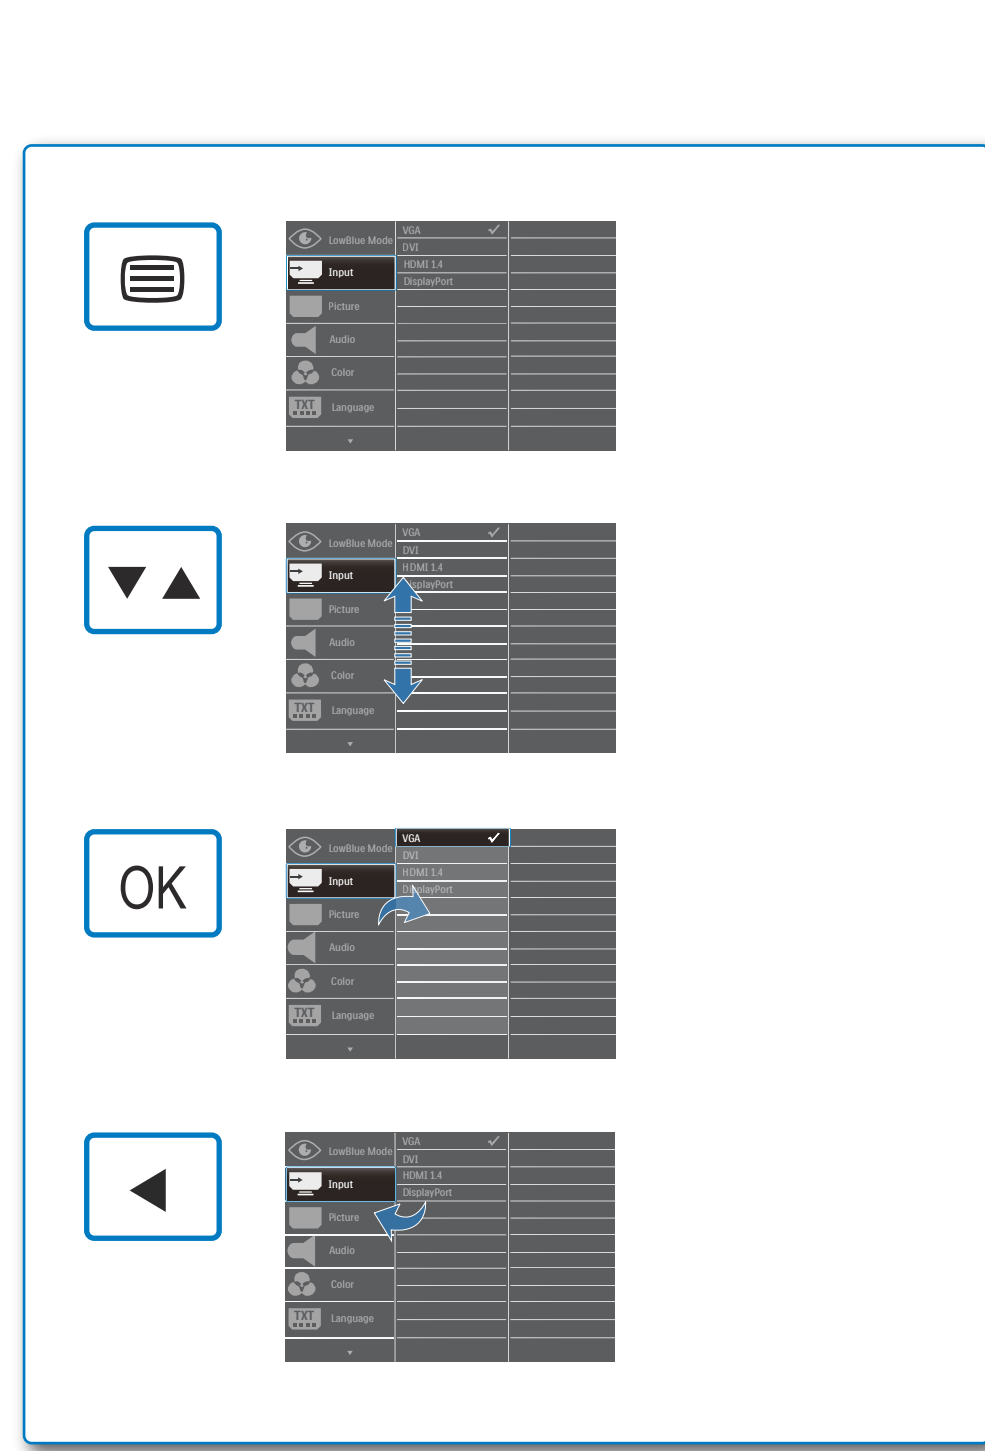 LowBlue Mode
Input
Picture
Audio
Color
TXT
Language
VGA
DVI
HDMI 1.4
DisplayPort
LowBlue Mode
Input
Picture
Audio
Color
TXT
Language
VGA
DVI
HDMI 1.4
DisplayPort
OK
LowBlue Mode
Input
Picture
Audio
Color
TXT
Language
VGA
DVI
HDMI 1.4
DisplayPort
LowBlue Mode
Input
Picture
Audio
Color
TXT
Language
VGA
DVI
HDMI 1.4
DisplayPort